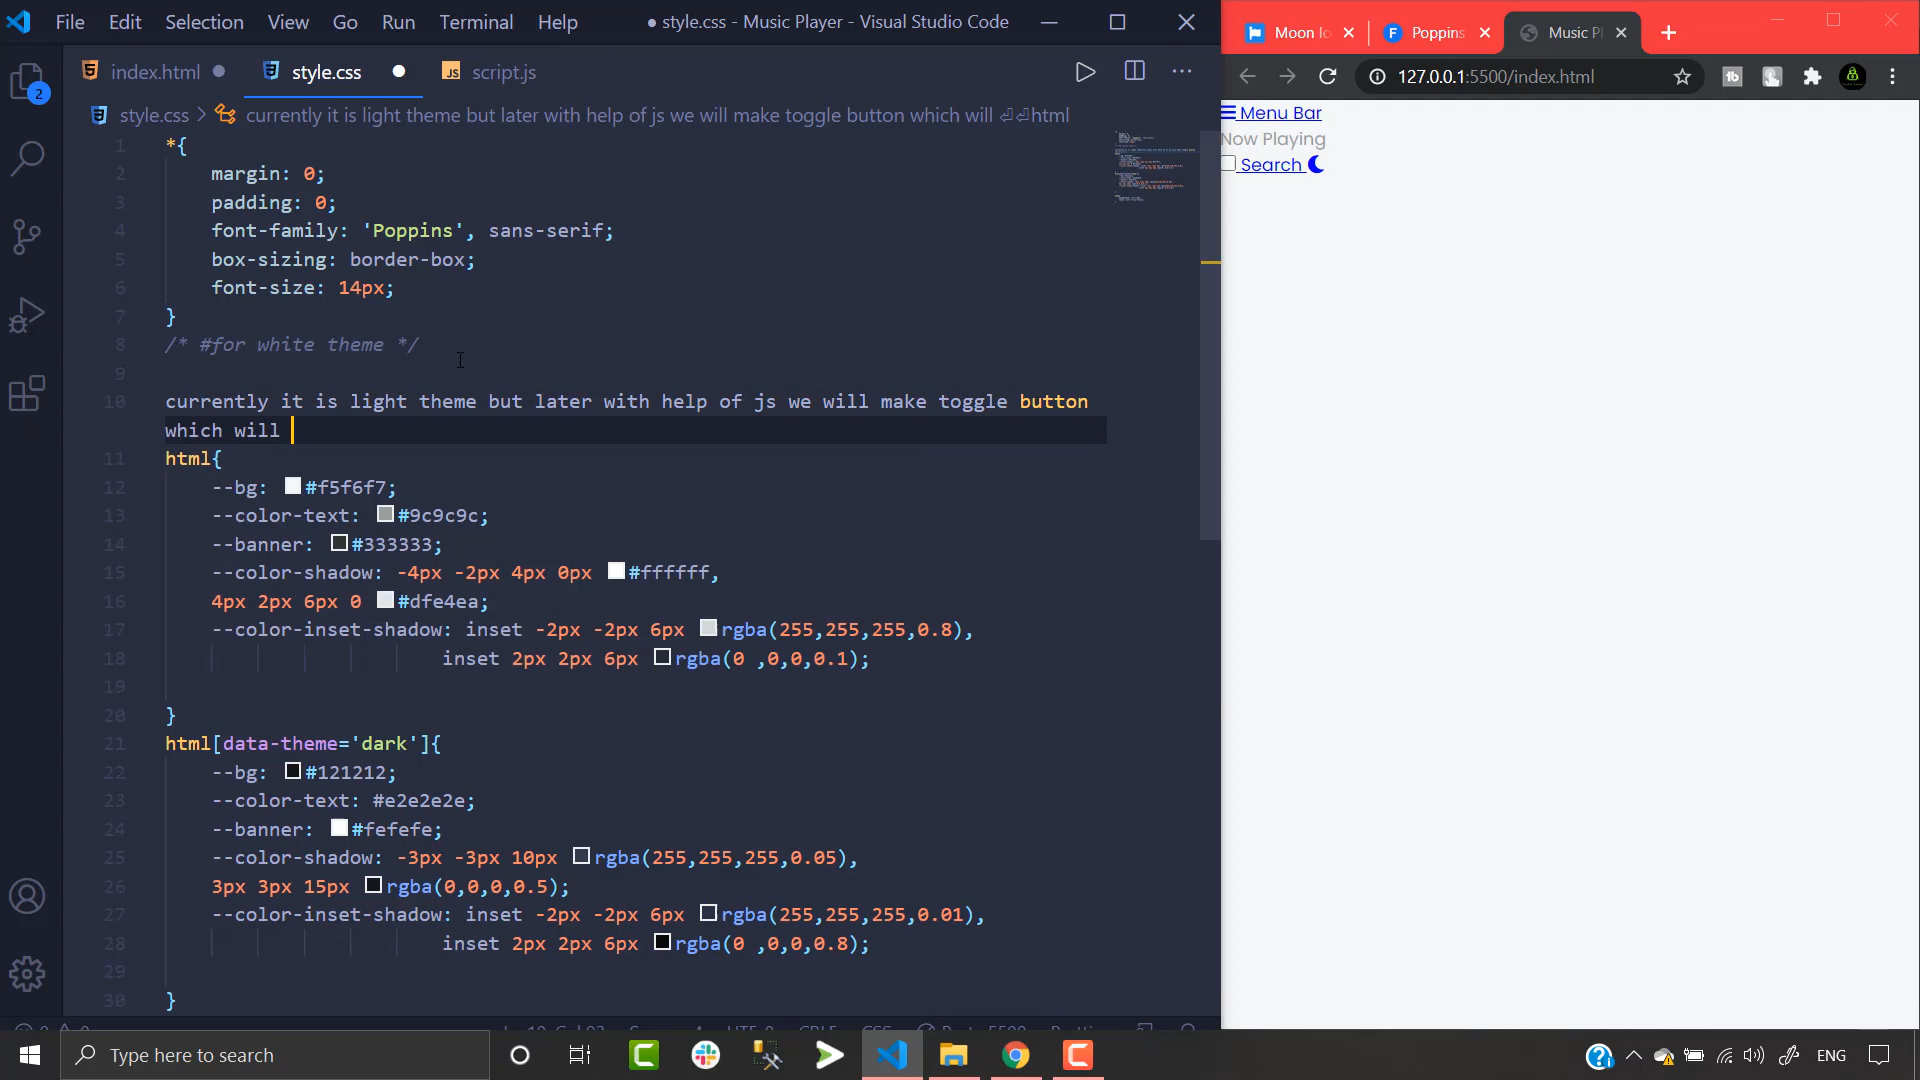 File Edit Selection View Go Run Terminal Help
● style.css - Music Player - Visual Studio Code
index.html
style.css
JS script.js
style.css > currently it is light theme but later with help of js we will make toggle button which will ⏎⏎html
1 *{
2 margin: 0;
3 padding: 0;
4 font-family: 'Poppins', sans-serif;
5 box-sizing: border-box;
6 font-size: 14px;
7 }
8 /* #for white theme */
9
10 currently it is light theme but later with help of js we will make toggle button
which will
11 html{
12 --bg: #f5f6f7;
13 --color-text: #9c9c9c;
14 --banner: #333333;
15 --color-shadow: -4px -2px 4px 0px #ffffff,
16 4px 2px 6px 0 #dfe4ea;
17 --color-inset-shadow: inset -2px -2px 6px rgba(255,255,255,0.8),
18 inset 2px 2px 6px rgba(0 ,0,0,0.1);
19
20 }
21 html[data-theme='dark']{
22 --bg: #121212;
23 --color-text: #e2e2e2e;
24 --banner: #fefefe;
25 --color-shadow: -3px -3px 10px rgba(255,255,255,0.05),
26 3px 3px 15px rgba(0,0,0,0.5);
27 --color-inset-shadow: inset -2px -2px 6px rgba(255,255,255,0.01),
28 inset 2px 2px 6px rgba(0 ,0,0,0.8);
29
30 }
2
Moon Ic
Poppins
Music Pl
127.0.0.1:5500/index.html
Menu Bar
Now Playing
Search
Type here to search
ENG